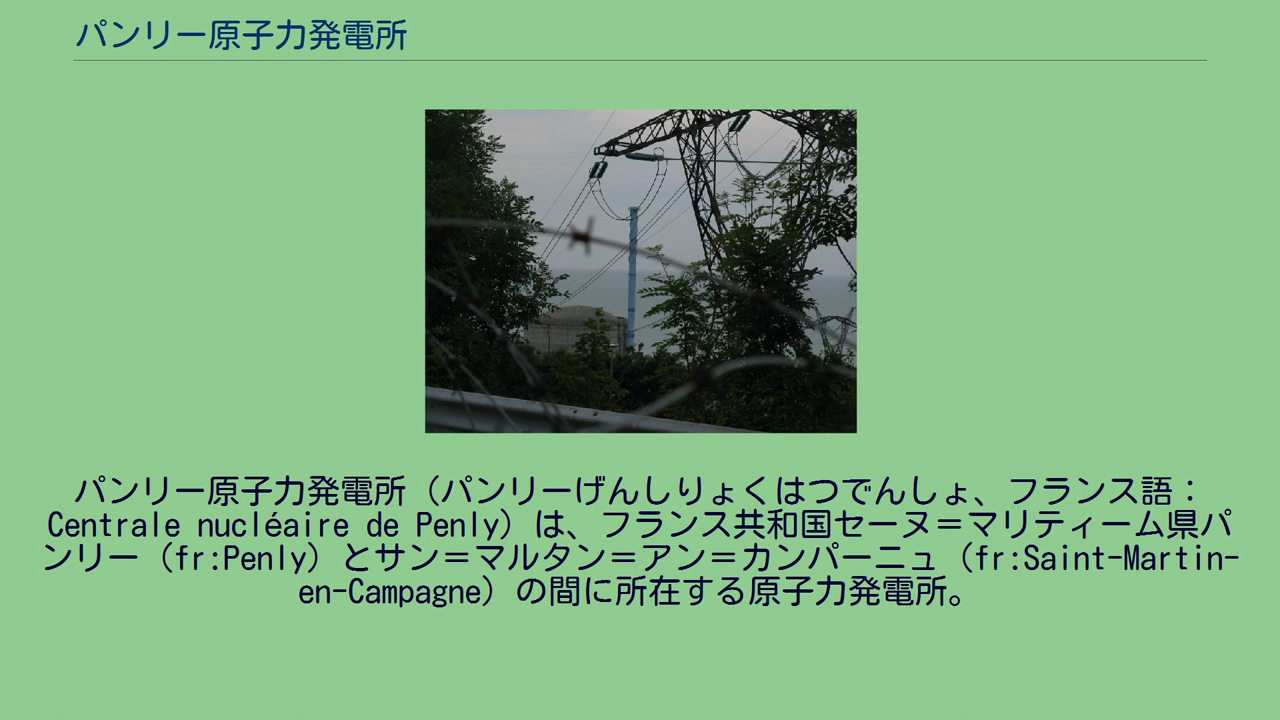 パンリー原子力発電所
パンリー原子力発電所（パンリーげんしりょくはつでんしょ、フランス語：
Centrale nucléaire de Penly）は、フランス共和国セーヌ＝マリティーム県パ
ンリー（fr:Penly）とサン＝マルタン＝アン＝カンパーニュ（fr:Saint-Martin-
en-Campagne）の間に所在する原子力発電所。